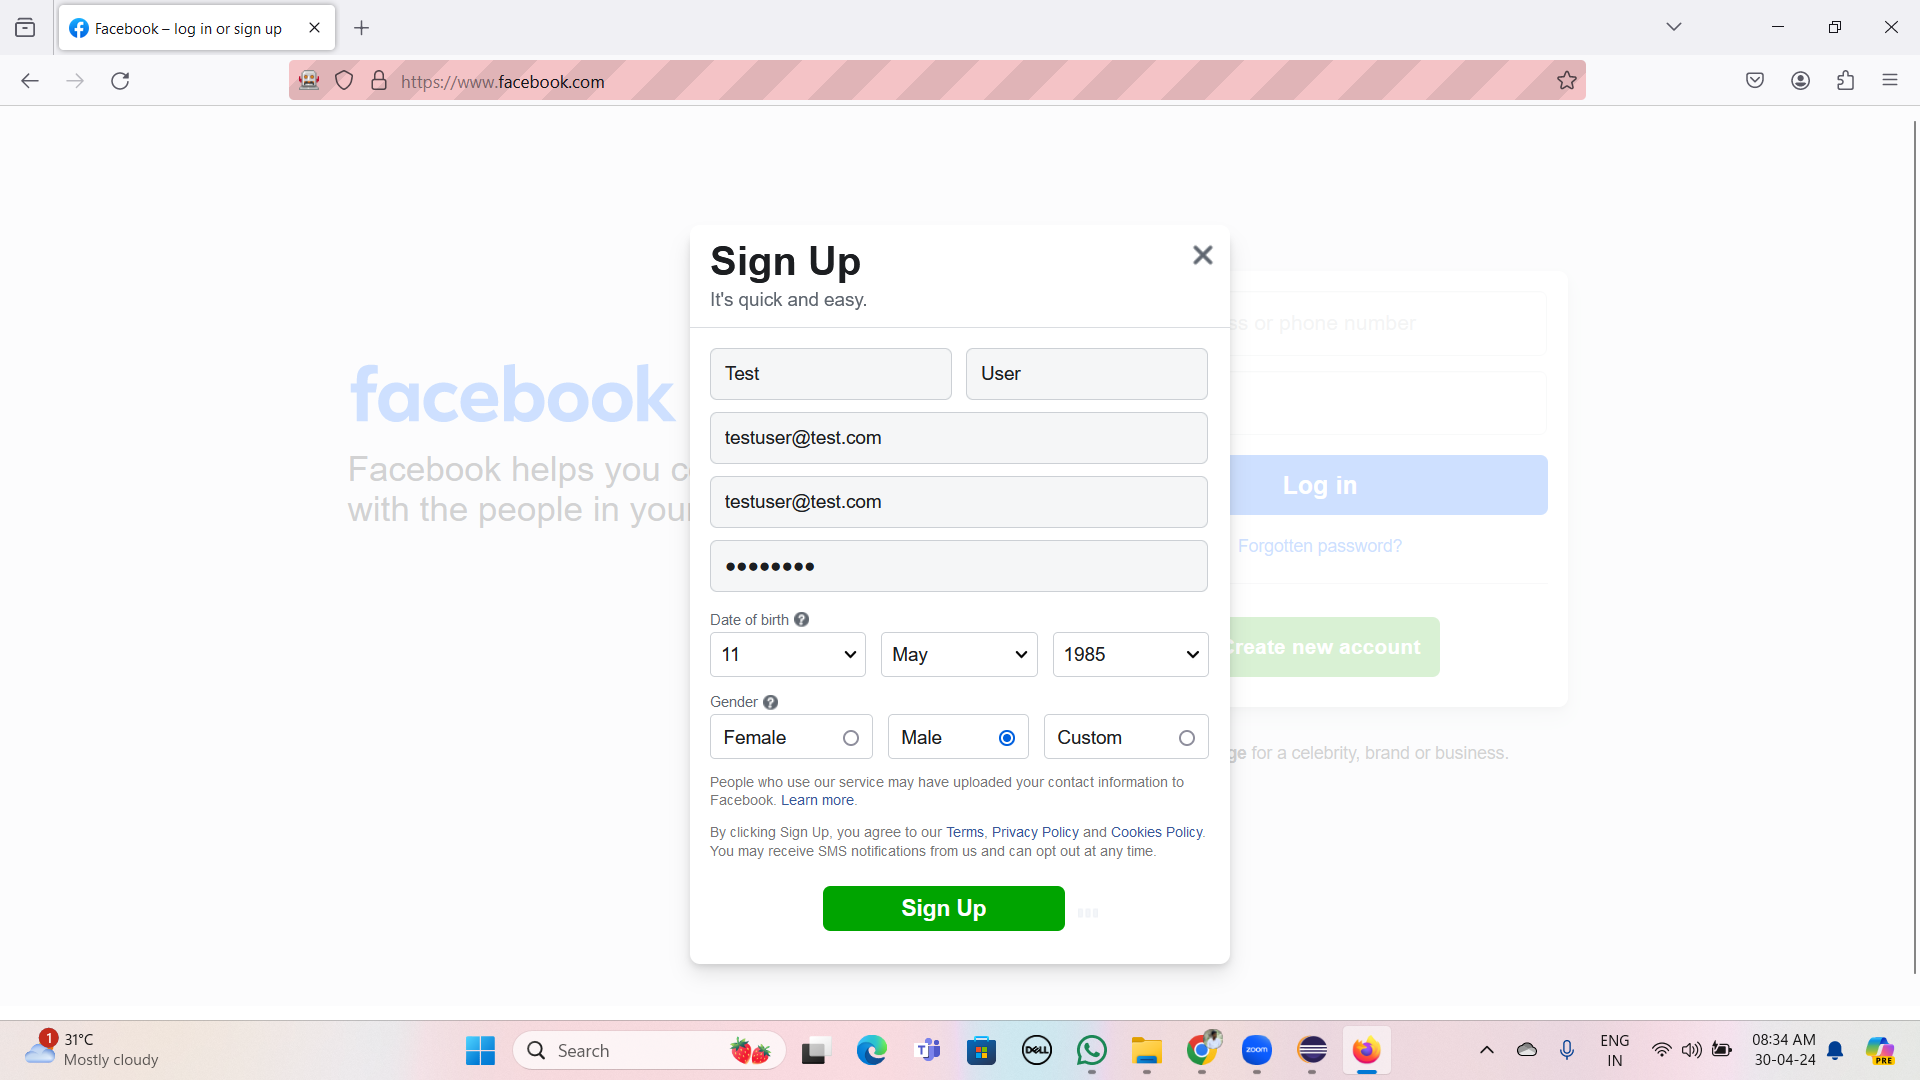 Facebook – log in or sign up
https://www.facebook.com
Sign Up
It's quick and easy.
ss or phone number
Test
User
facebook
testuser@test.com
Facebook helps you c
with the people in your
testuser@test.com
Log in
••••••••
Forgotten password?
Date of birth ?
11
May
1985
Create new account
Gender ?
Female
Male
Custom
ge for a celebrity, brand or business.
People who use our service may have uploaded your contact information to
Facebook. Learn more.
By clicking Sign Up, you agree to our Terms, Privacy Policy and Cookies Policy.
You may receive SMS notifications from us and can opt out at any time.
Sign Up
1
31°C
Mostly cloudy
Search
DELL
zoom
ENG
IN
08:34 AM
30-04-24
PRE